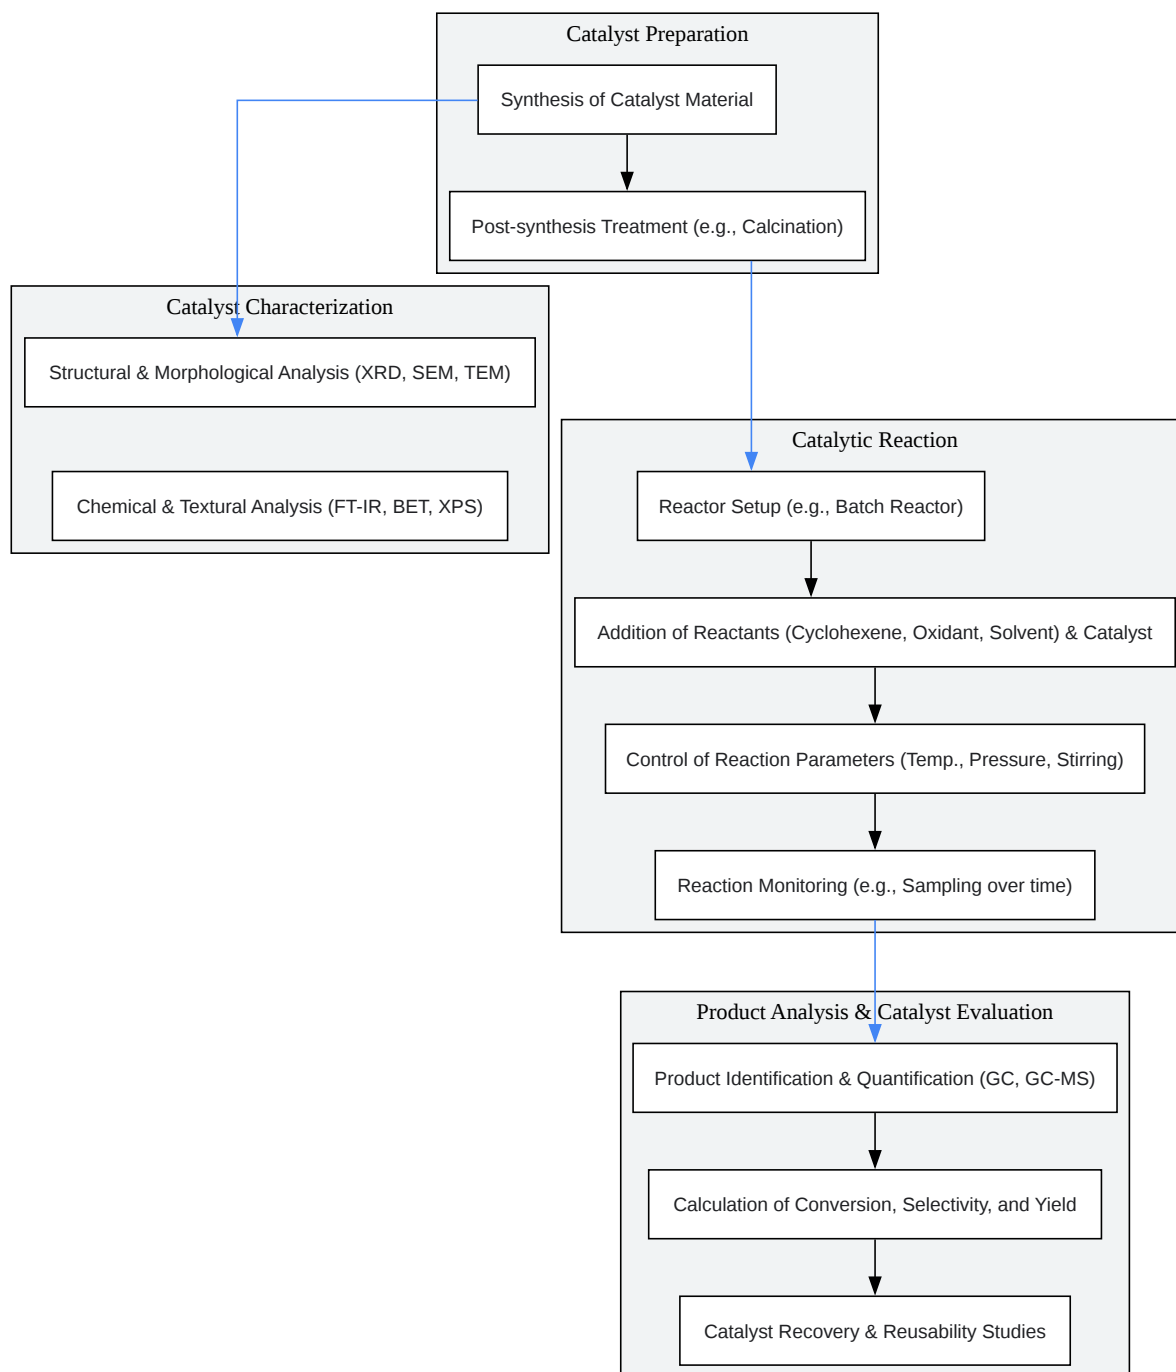 Catalyst Preparation
Synthesis of Catalyst Material
Post-synthesis Treatment (e.g., Calcination)
Catalyst Characterization
Structural & Morphological Analysis (XRD, SEM, TEM)
Chemical & Textural Analysis (FT-IR, BET, XPS)
Catalytic Reaction
Reactor Setup (e.g., Batch Reactor)
Addition of Reactants (Cyclohexene, Oxidant, Solvent) & Catalyst
Control of Reaction Parameters (Temp., Pressure, Stirring)
Reaction Monitoring (e.g., Sampling over time)
Product Analysis & Catalyst Evaluation
Product Identification & Quantification (GC, GC-MS)
Calculation of Conversion, Selectivity, and Yield
Catalyst Recovery & Reusability Studies